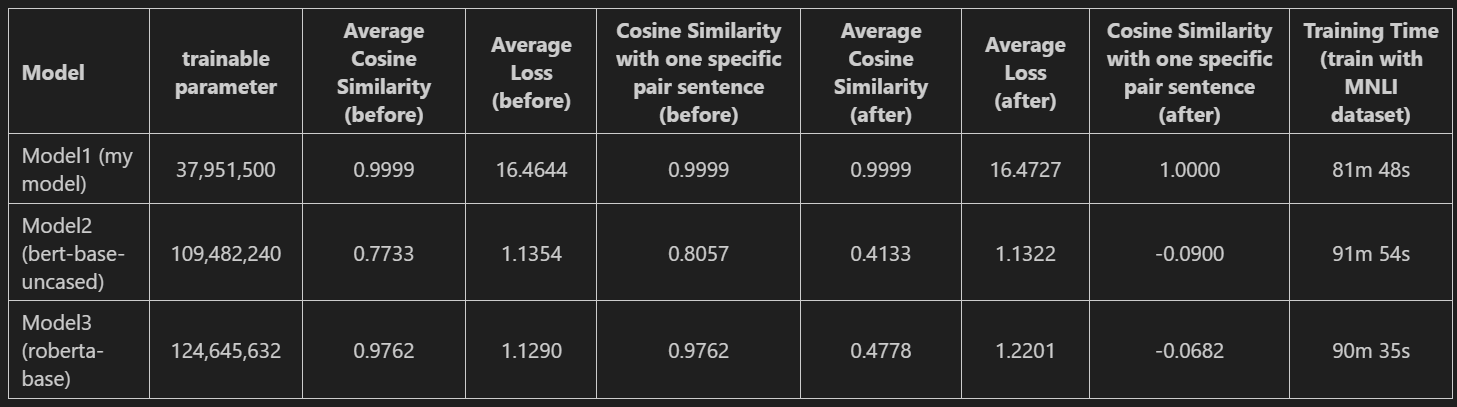 Model
trainable
parameter
Average
Cosine
Similarity
(before)
Average
Loss
(before)
Cosine Similarity
with one specific
pair sentence
(before)
Average
Cosine
Similarity
(after)
Average
Loss
(after)
Cosine Similarity
with one specific
pair sentence
(after)
Training Time
(train with
MNLI
dataset)
Model1 (my
model)
37,951,500
0.9999
16.4644
0.9999
0.9999
16.4727
1.0000
81m 48s
Model2
(bert-base-
uncased)
109,482,240
0.7733
1.1354
0.8057
0.4133
1.1322
-0.0900
91m 54s
Model3
(roberta-
base)
124,645,632
0.9762
1.1290
0.9762
0.4778
1.2201
-0.0682
90m 35s